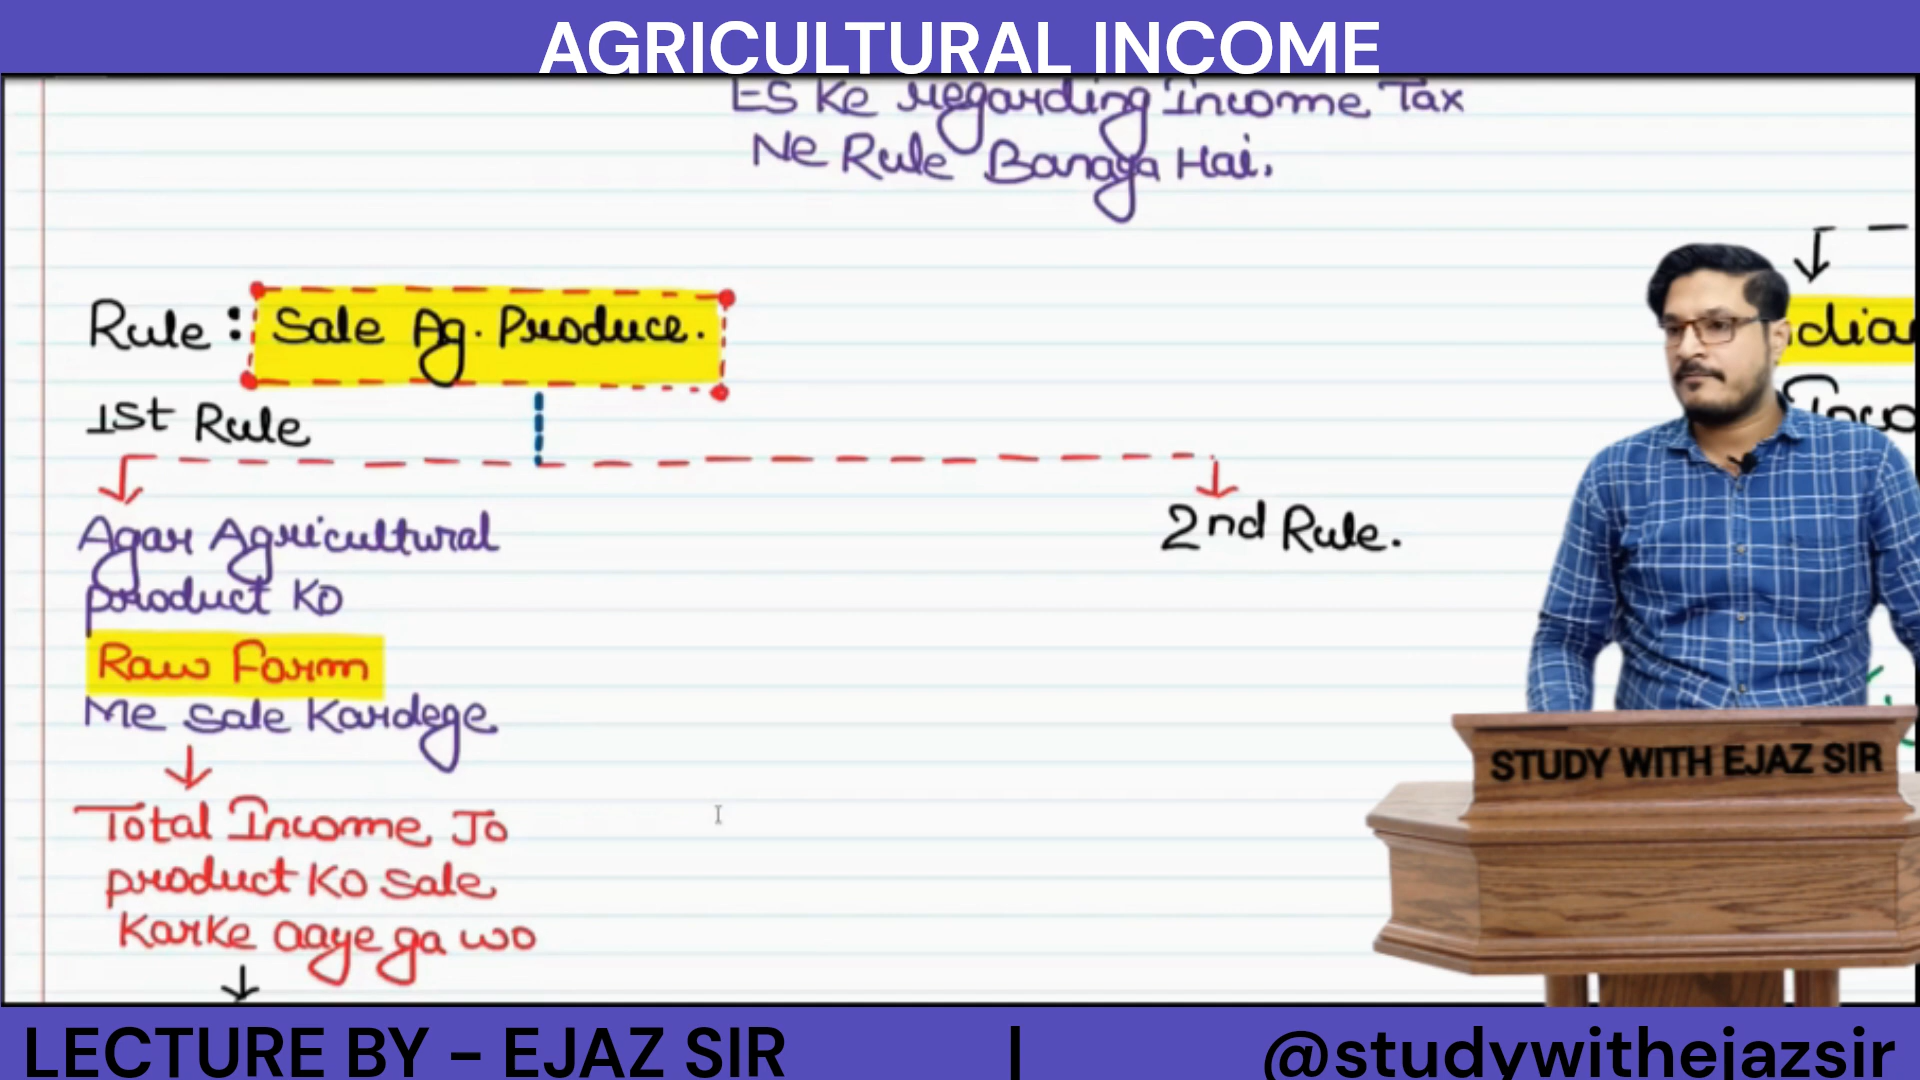 AGRICULTURAL INCOME
Es Ke regarding Income Tax
Ne Rule Banaya Hai.
Rule : Sale Ag. Produce.
1st Rule
Agar Agricultural
product Ko
Raw Form
Me sale Kardege
Total Income Jo
product Ko sale
Karke aaye ga wo
2nd Rule.
STUDY WITH EJAZ SIR
LECTURE BY - EJAZ SIR | @studywithejazsir